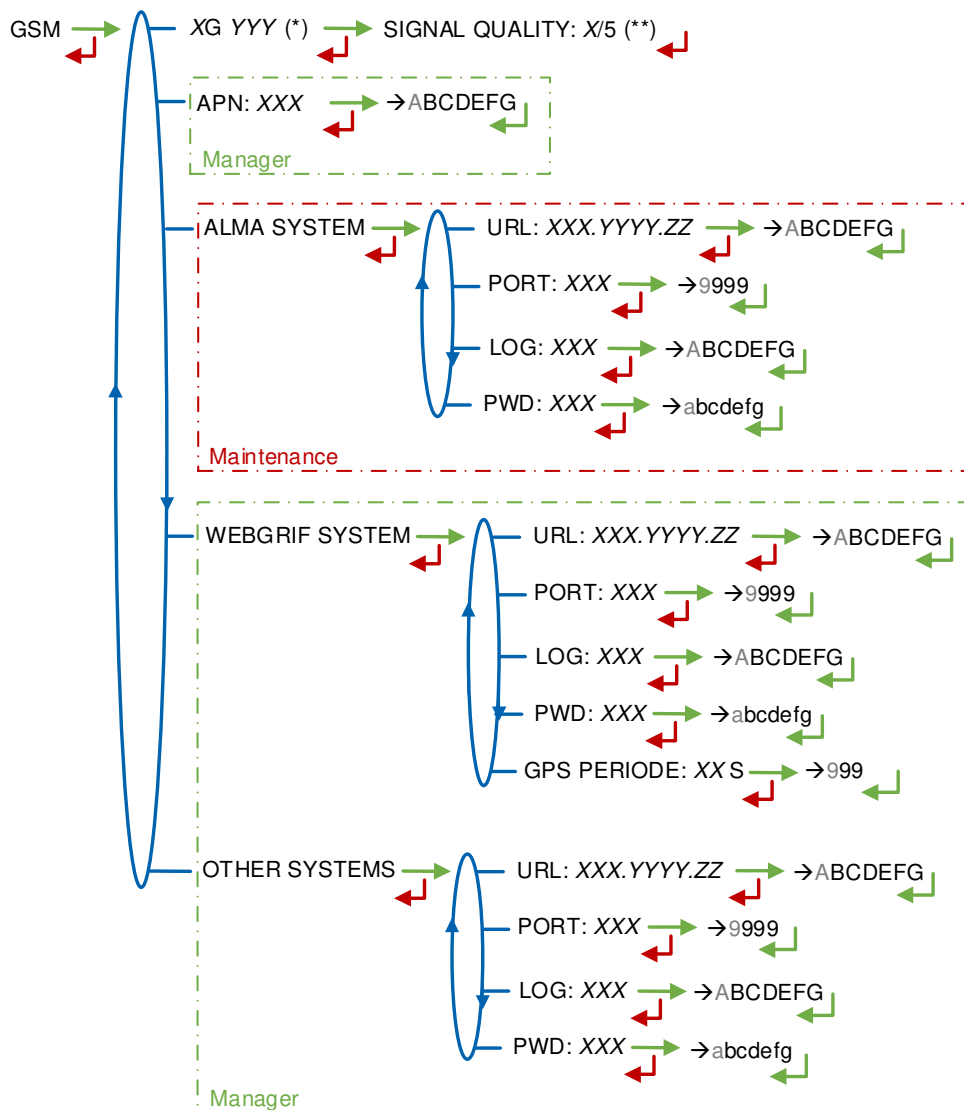 GSM XG YYY (*) SIGNAL QUALITY: X/5 (**)
APN: XXX →ABCDEFG
Manager
ALMA SYSTEM URL: XXX.YYYY.ZZ →ABCDEFG
PORT: XXX →9999
LOG: XXX →ABCDEFG
PWD: XXX →abcdefg
Maintenance
WEBGRIF SYSTEM URL: XXX.YYYY.ZZ →ABCDEFG
PORT: XXX →9999
LOG: XXX →ABCDEFG
PWD: XXX →abcdefg
GPS PERIODE: XX S →999
OTHER SYSTEMS URL: XXX.YYYY.ZZ →ABCDEFG
PORT: XXX →9999
LOG: XXX →ABCDEFG
PWD: XXX →abcdefg
Manager